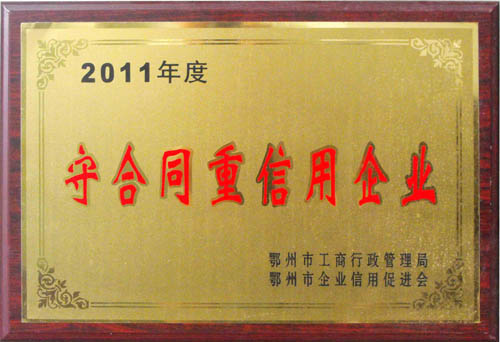 2011年度
守合同重信用企业
鄂州市工商行政管理局
鄂州市企业信用促进会